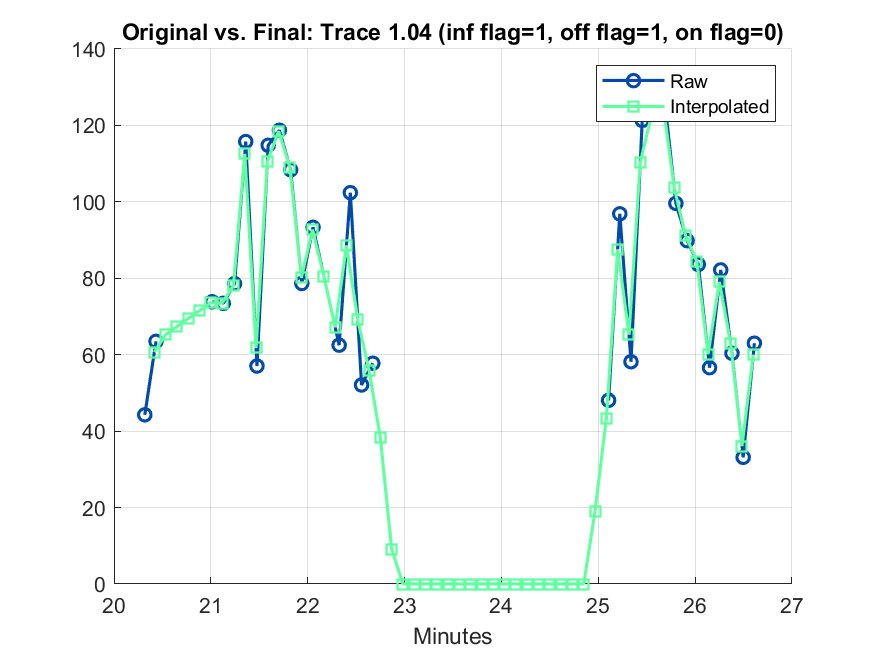 Original vs. Final: Trace 1.04 (inf flag=1, off flag=1, on flag=0)
140
120
100
80
60
40
20
0
Raw
Interpolated
20 21 22 23 24 25 26 27
Minutes